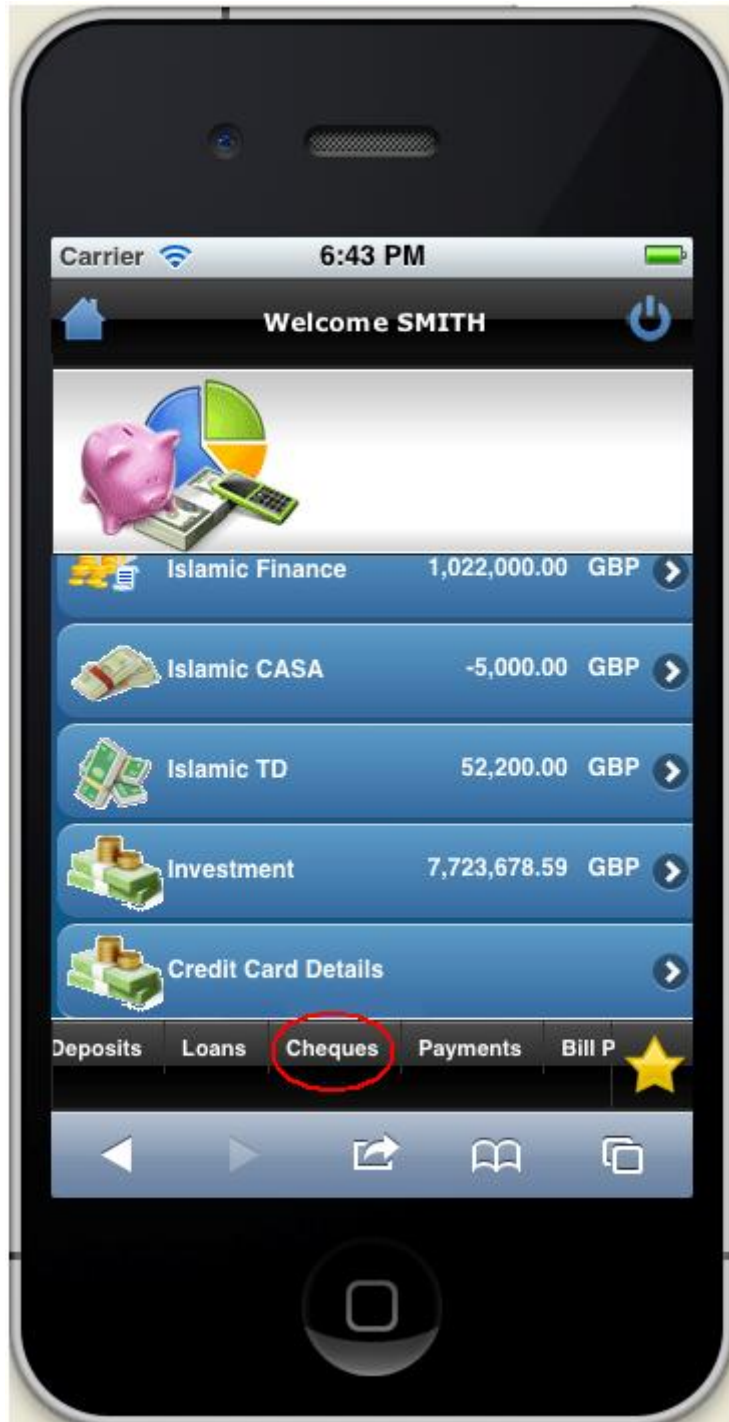 Carrier 6:43 PM
Welcome SMITH
Islamic Finance 1,022,000.00 GBP
Islamic CASA -5,000.00 GBP
Islamic TD 52,200.00 GBP
Investment 7,723,678.59 GBP
Credit Card Details
Deposits Loans Cheques Payments Bill P